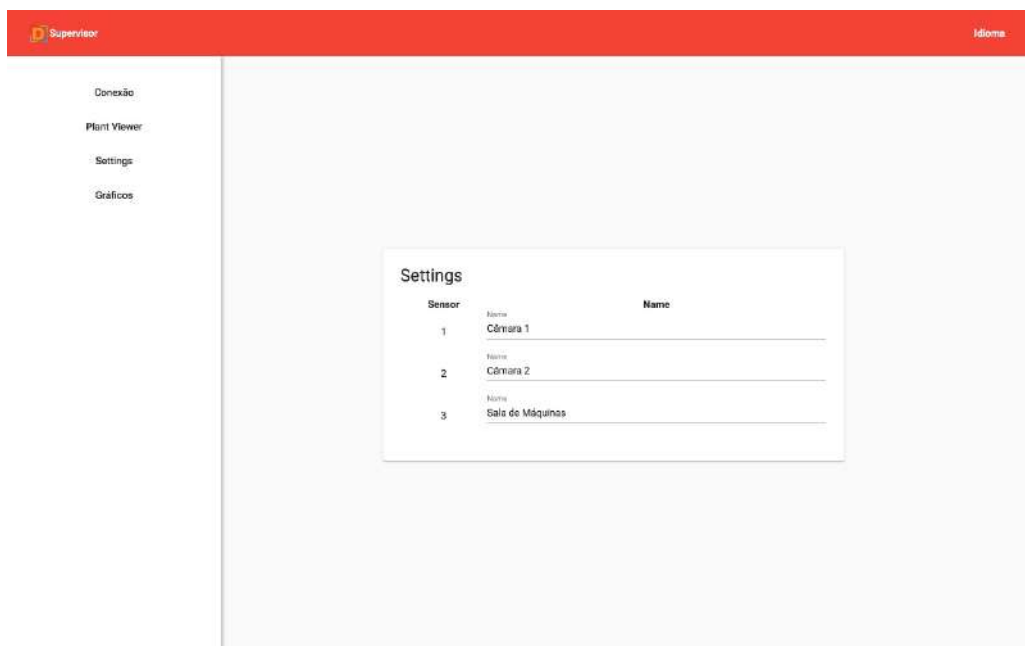 D Supervisor
Idioma
Conexão
Plant Viewer
Settings
Gráficos
Settings
Sensor Name
Name
1 Câmara 1
Name
2 Câmara 2
Name
3 Sala de Máquinas